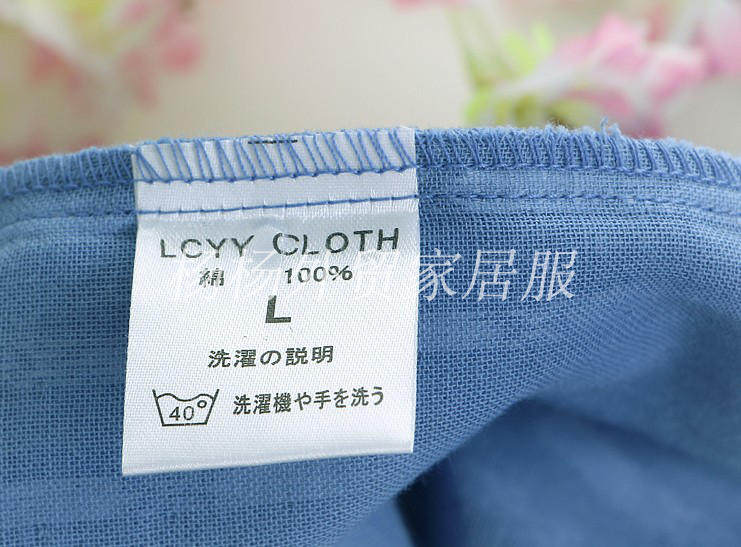 LCYY CLOTH
綿 100%
L
洗濯の説明
40° 洗濯機や手を洗う
家居服